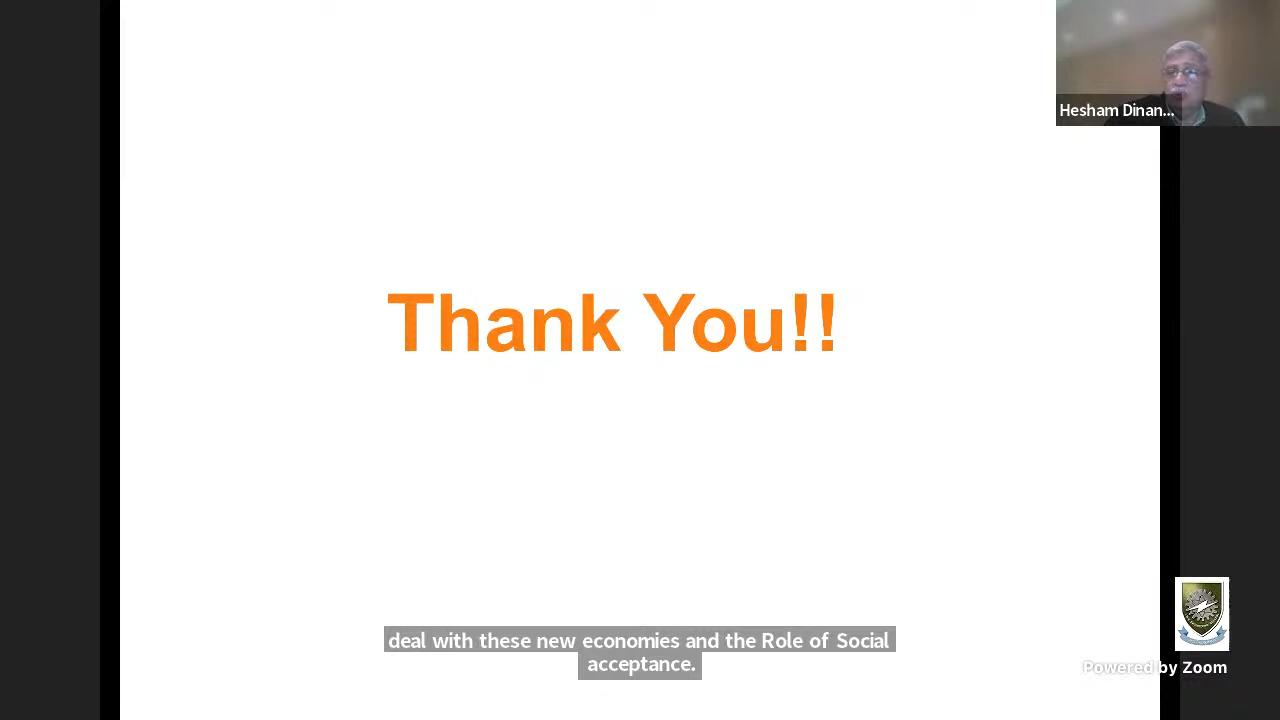 Hesham Dinan...
Thank You!!
deal with these new economies and the Role of Social
acceptance.
Powered by Zoom